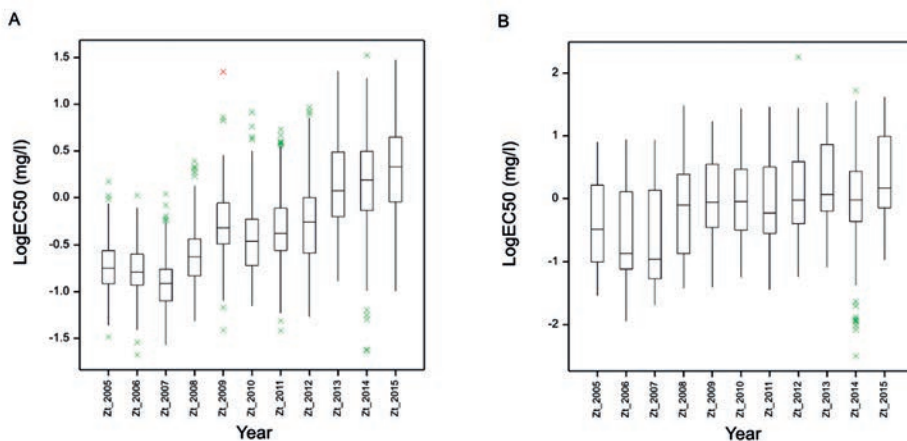 A
LogEC50 (mg/l)
1.5
1.0
0.5
0.0
-0.5
-1.0
-1.5
Zt_2005
Zt_2006
Zt_2007
Zt_2008
Zt_2009
Zt_2010
Zt_2011
Zt_2012
Zt_2013
Zt_2014
Zt_2015
Year
B
LogEC50 (mg/l)
2
1
0
-1
-2
Zt_2005
Zt_2006
Zt_2007
Zt_2008
Zt_2009
Zt_2010
Zt_2011
Zt_2012
Zt_2013
Zt_2014
Zt_2015
Year